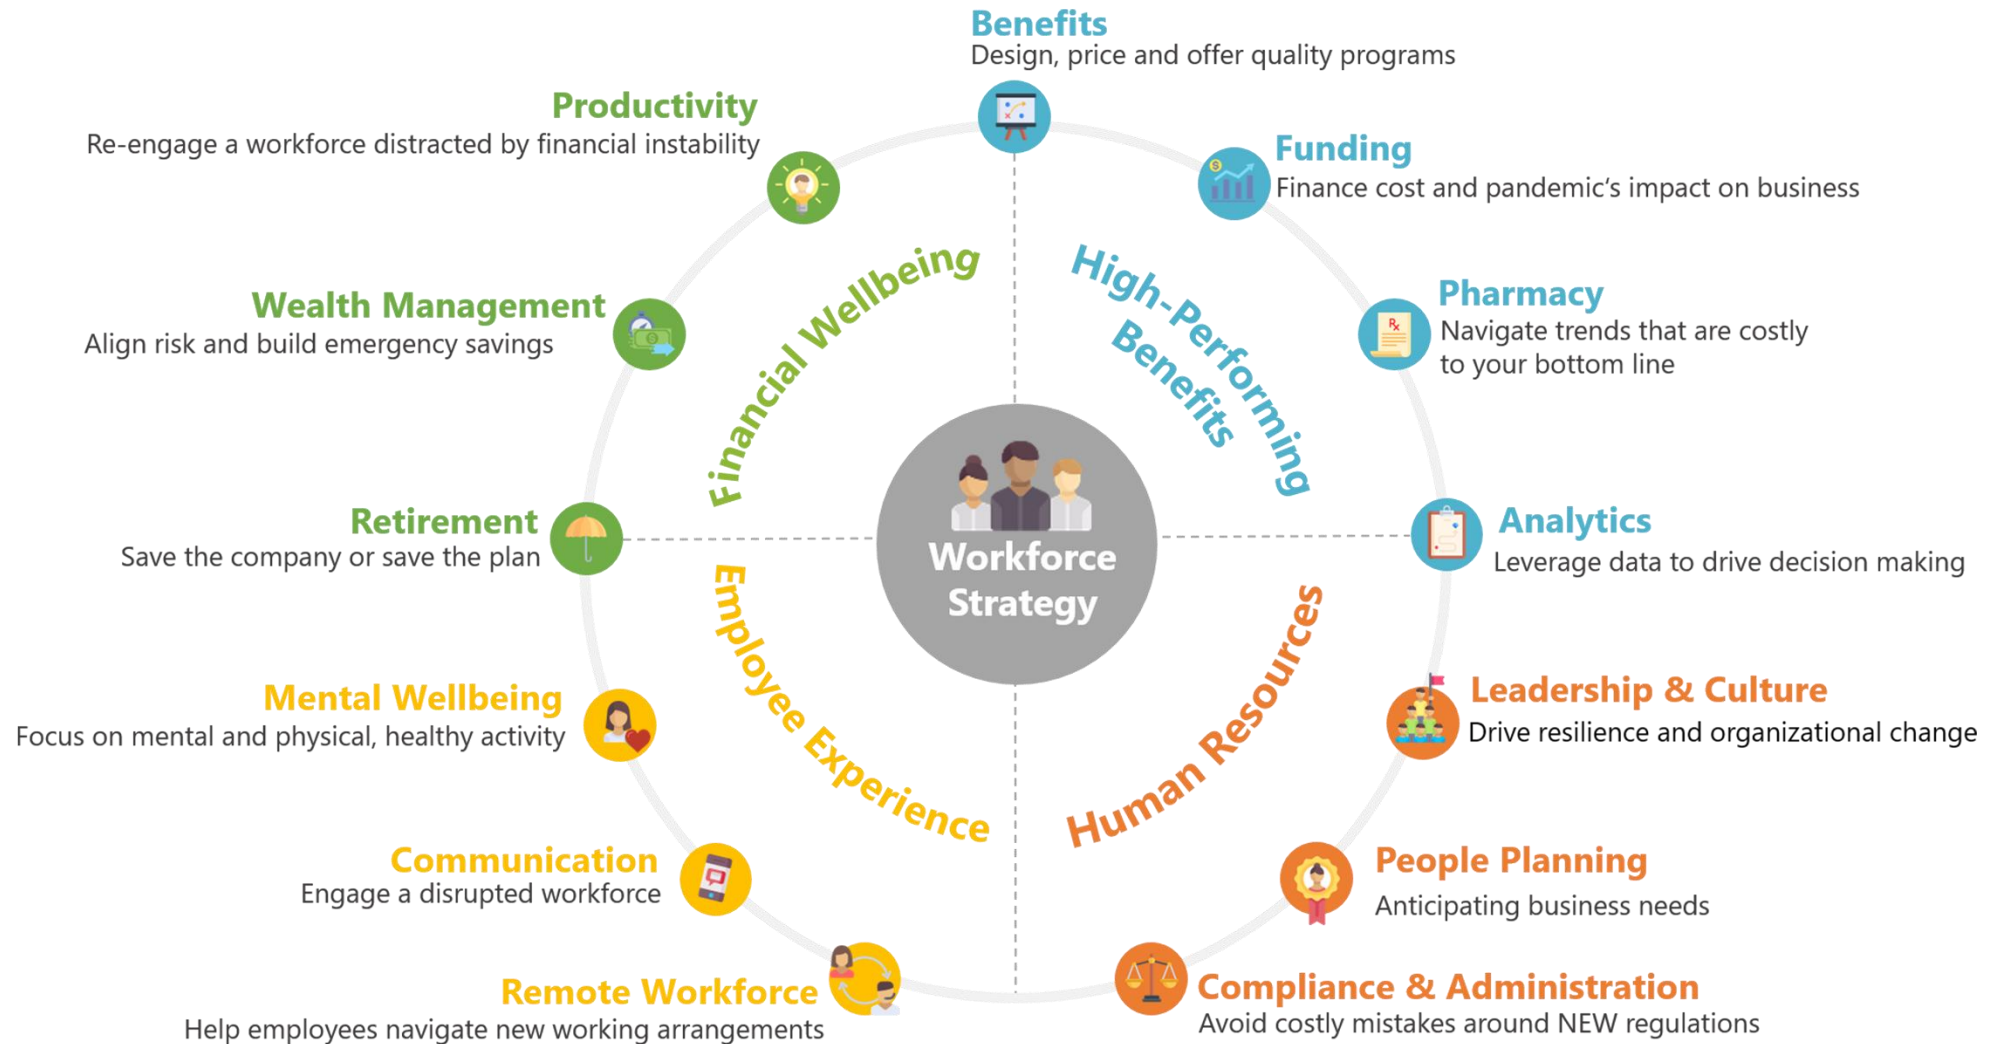 Benefits
Design, price and offer quality programs
Productivity
Re-engage a workforce distracted by financial instability
Funding
Finance cost and pandemic's impact on business
Wealth Management
Align risk and build emergency savings
Pharmacy
Navigate trends that are costly
to your bottom line
Financial Wellbeing
High-Performing
Benefits
Rx
Retirement
Save the company or save the plan
Workforce
Strategy
Analytics
Leverage data to drive decision making
Employee Experience
Human Resources
Mental Wellbeing
Focus on mental and physical, healthy activity
Leadership & Culture
Drive resilience and organizational change
Communication
Engage a disrupted workforce
People Planning
Anticipating business needs
Remote Workforce
Help employees navigate new working arrangements
Compliance & Administration
Avoid costly mistakes around NEW regulations